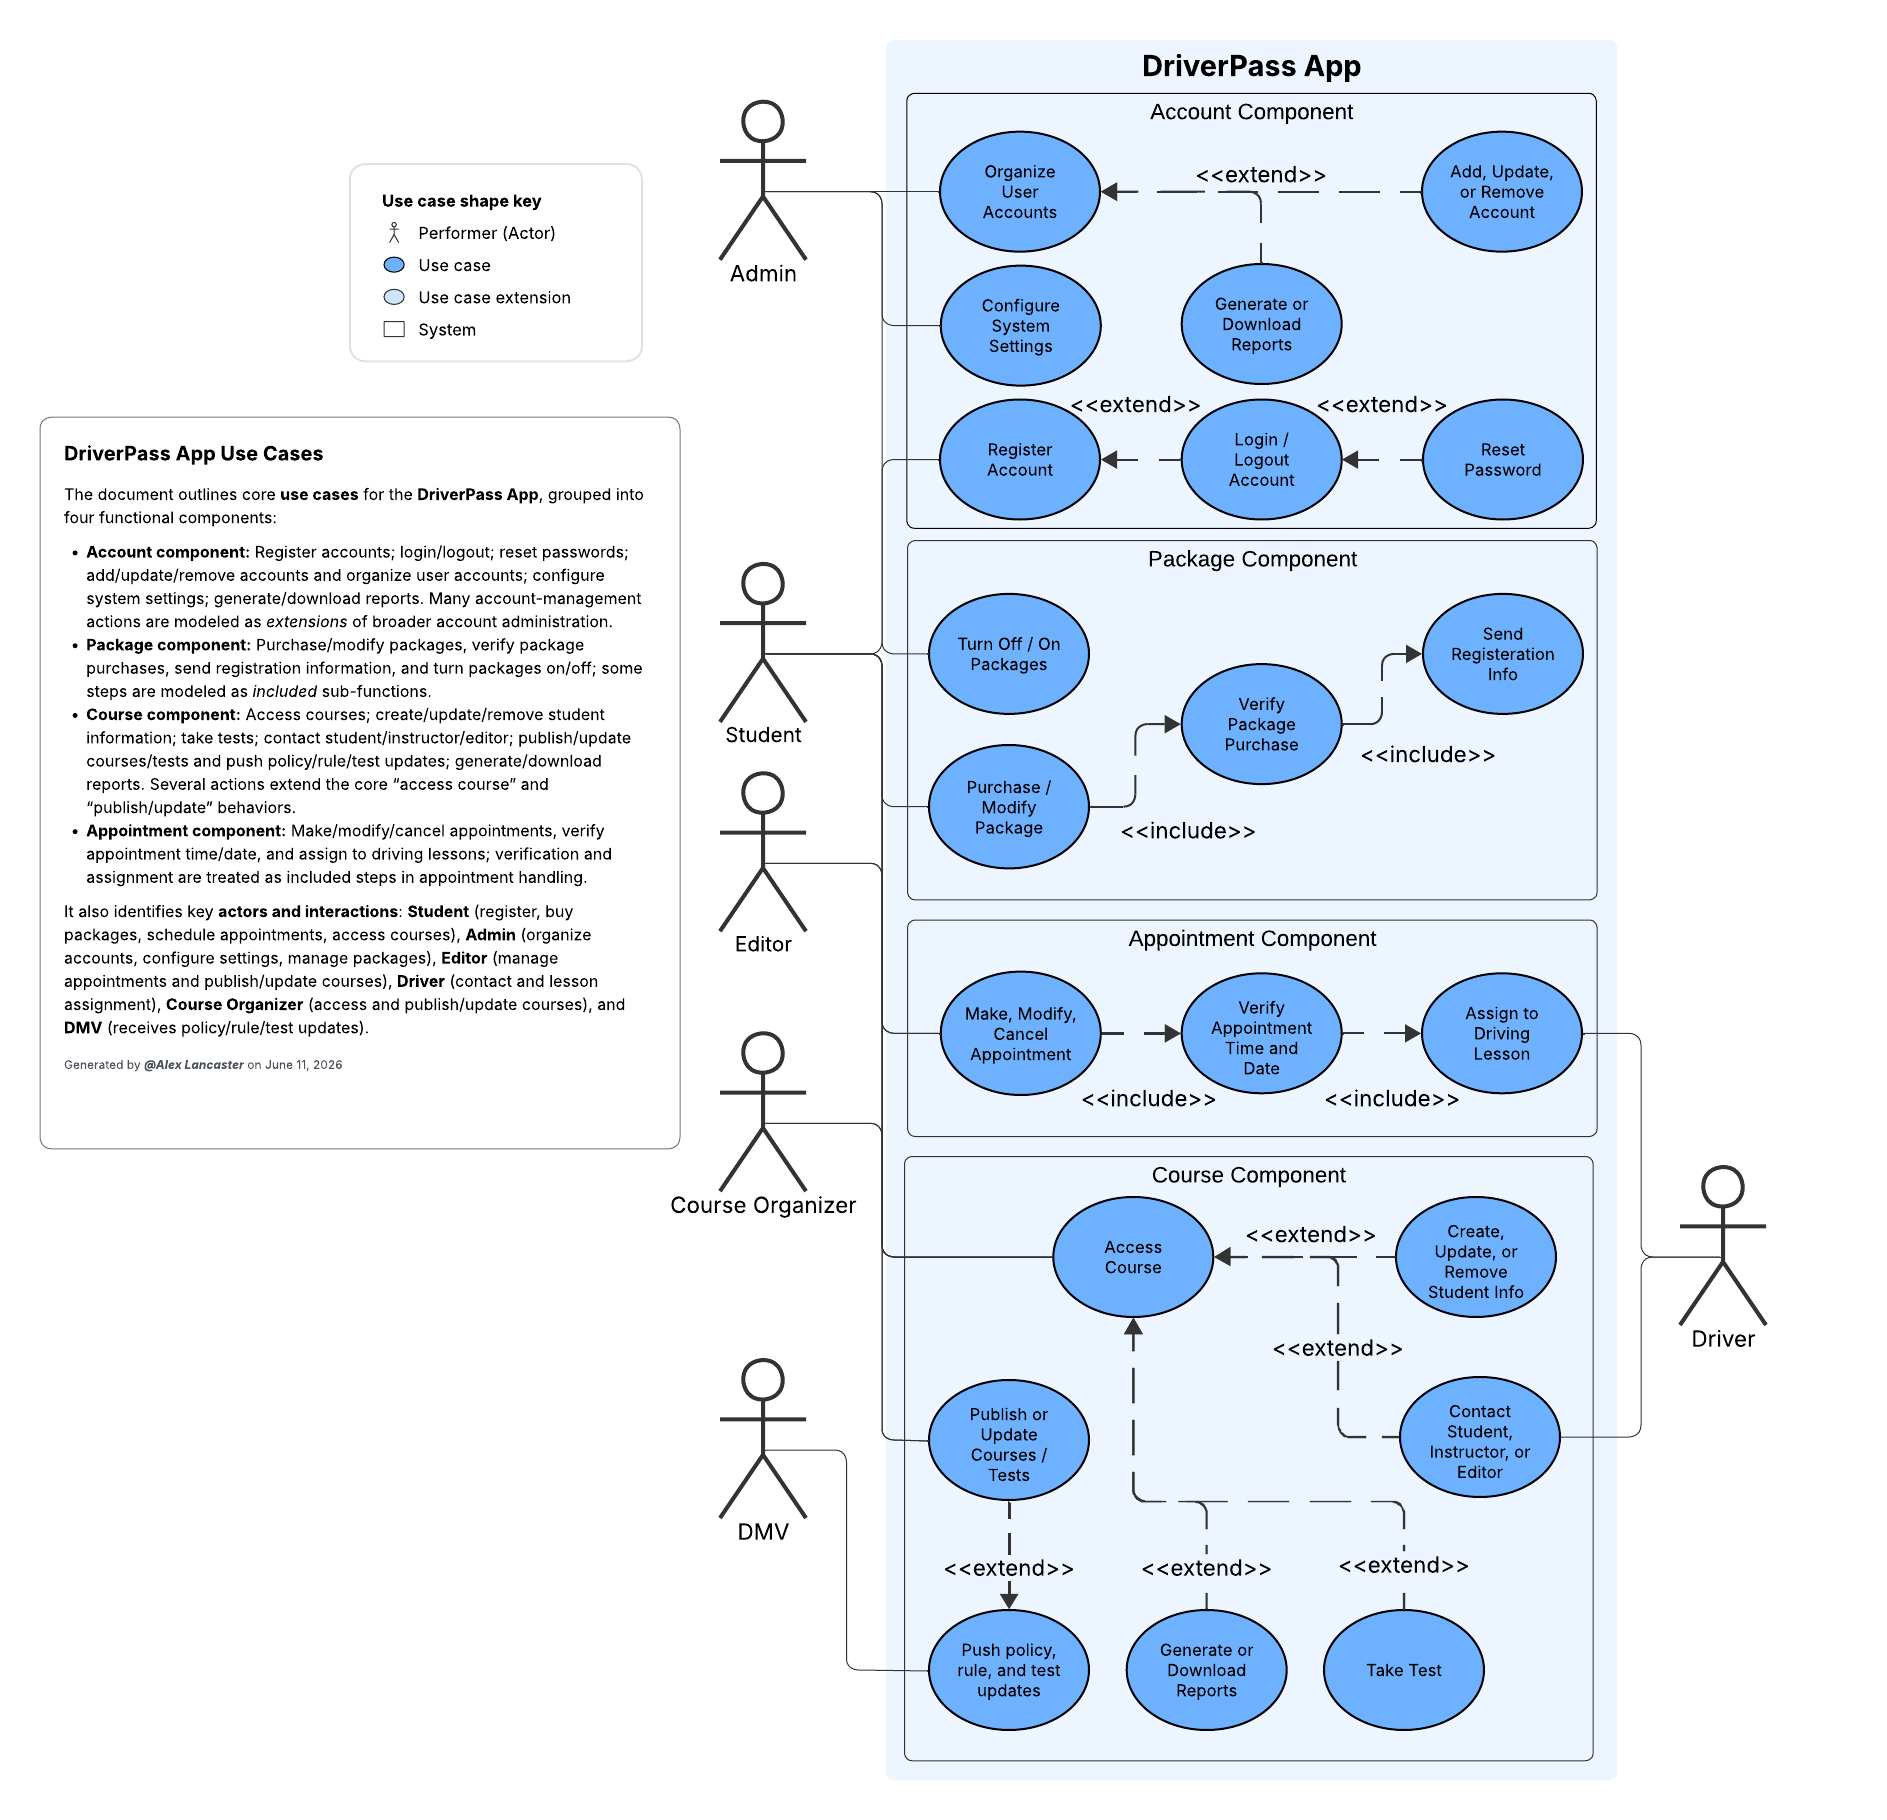 Use case shape key
Performer (Actor)
Use case
Use case extension
System
DriverPass App Use Cases
The document outlines core use cases for the DriverPass App, grouped into
four functional components:
• Account component: Register accounts; login/logout; reset passwords;
add/update/remove accounts and organize user accounts; configure
system settings; generate/download reports. Many account-management
actions are modeled as extensions of broader account administration.
• Package component: Purchase/modify packages, verify package
purchases, send registration information, and turn packages on/off; some
steps are modeled as included sub-functions.
• Course component: Access courses; create/update/remove student
information; take tests; contact student/instructor/editor; publish/update
courses/tests and push policy/rule/test updates; generate/download
reports. Several actions extend the core “access course” and
“publish/update” behaviors.
• Appointment component: Make/modify/cancel appointments, verify
appointment time/date, and assign to driving lessons; verification and
assignment are treated as included steps in appointment handling.
It also identifies key actors and interactions: Student (register, buy
packages, schedule appointments, access courses), Admin (organize
accounts, configure settings, manage packages), Editor (manage
appointments and publish/update courses), Driver (contact and lesson
assignment), Course Organizer (access and publish/update courses), and
DMV (receives policy/rule/test updates).
Generated by @Alex Lancaster on June 11, 2026
Admin
Student
Editor
Course Organizer
DMV
DriverPass App
Account Component
Organize
User
Accounts
<<extend>>
Add, Update,
or Remove
Account
Configure
System
Settings
Generate or
Download
Reports
<<extend>>
<<extend>>
Register
Account
Login /
Logout
Account
Reset
Password
Package Component
Turn Off / On
Packages
Send
Registeration
Info
Verify
Package
Purchase
<<include>>
Purchase /
Modify
Package
<<include>>
Appointment Component
Make, Modify,
Cancel
Appointment
Verify
Appointment
Time and
Date
Assign to
Driving
Lesson
<<include>>
<<include>>
Course Component
Access
Course
<<extend>>
Create,
Update, or
Remove
Student Info
<<extend>>
Publish or
Update
Courses /
Tests
Contact
Student,
Instructor, or
Editor
<<extend>>
<<extend>>
<<extend>>
Push policy,
rule, and test
updates
Generate or
Download
Reports
Take Test
Driver